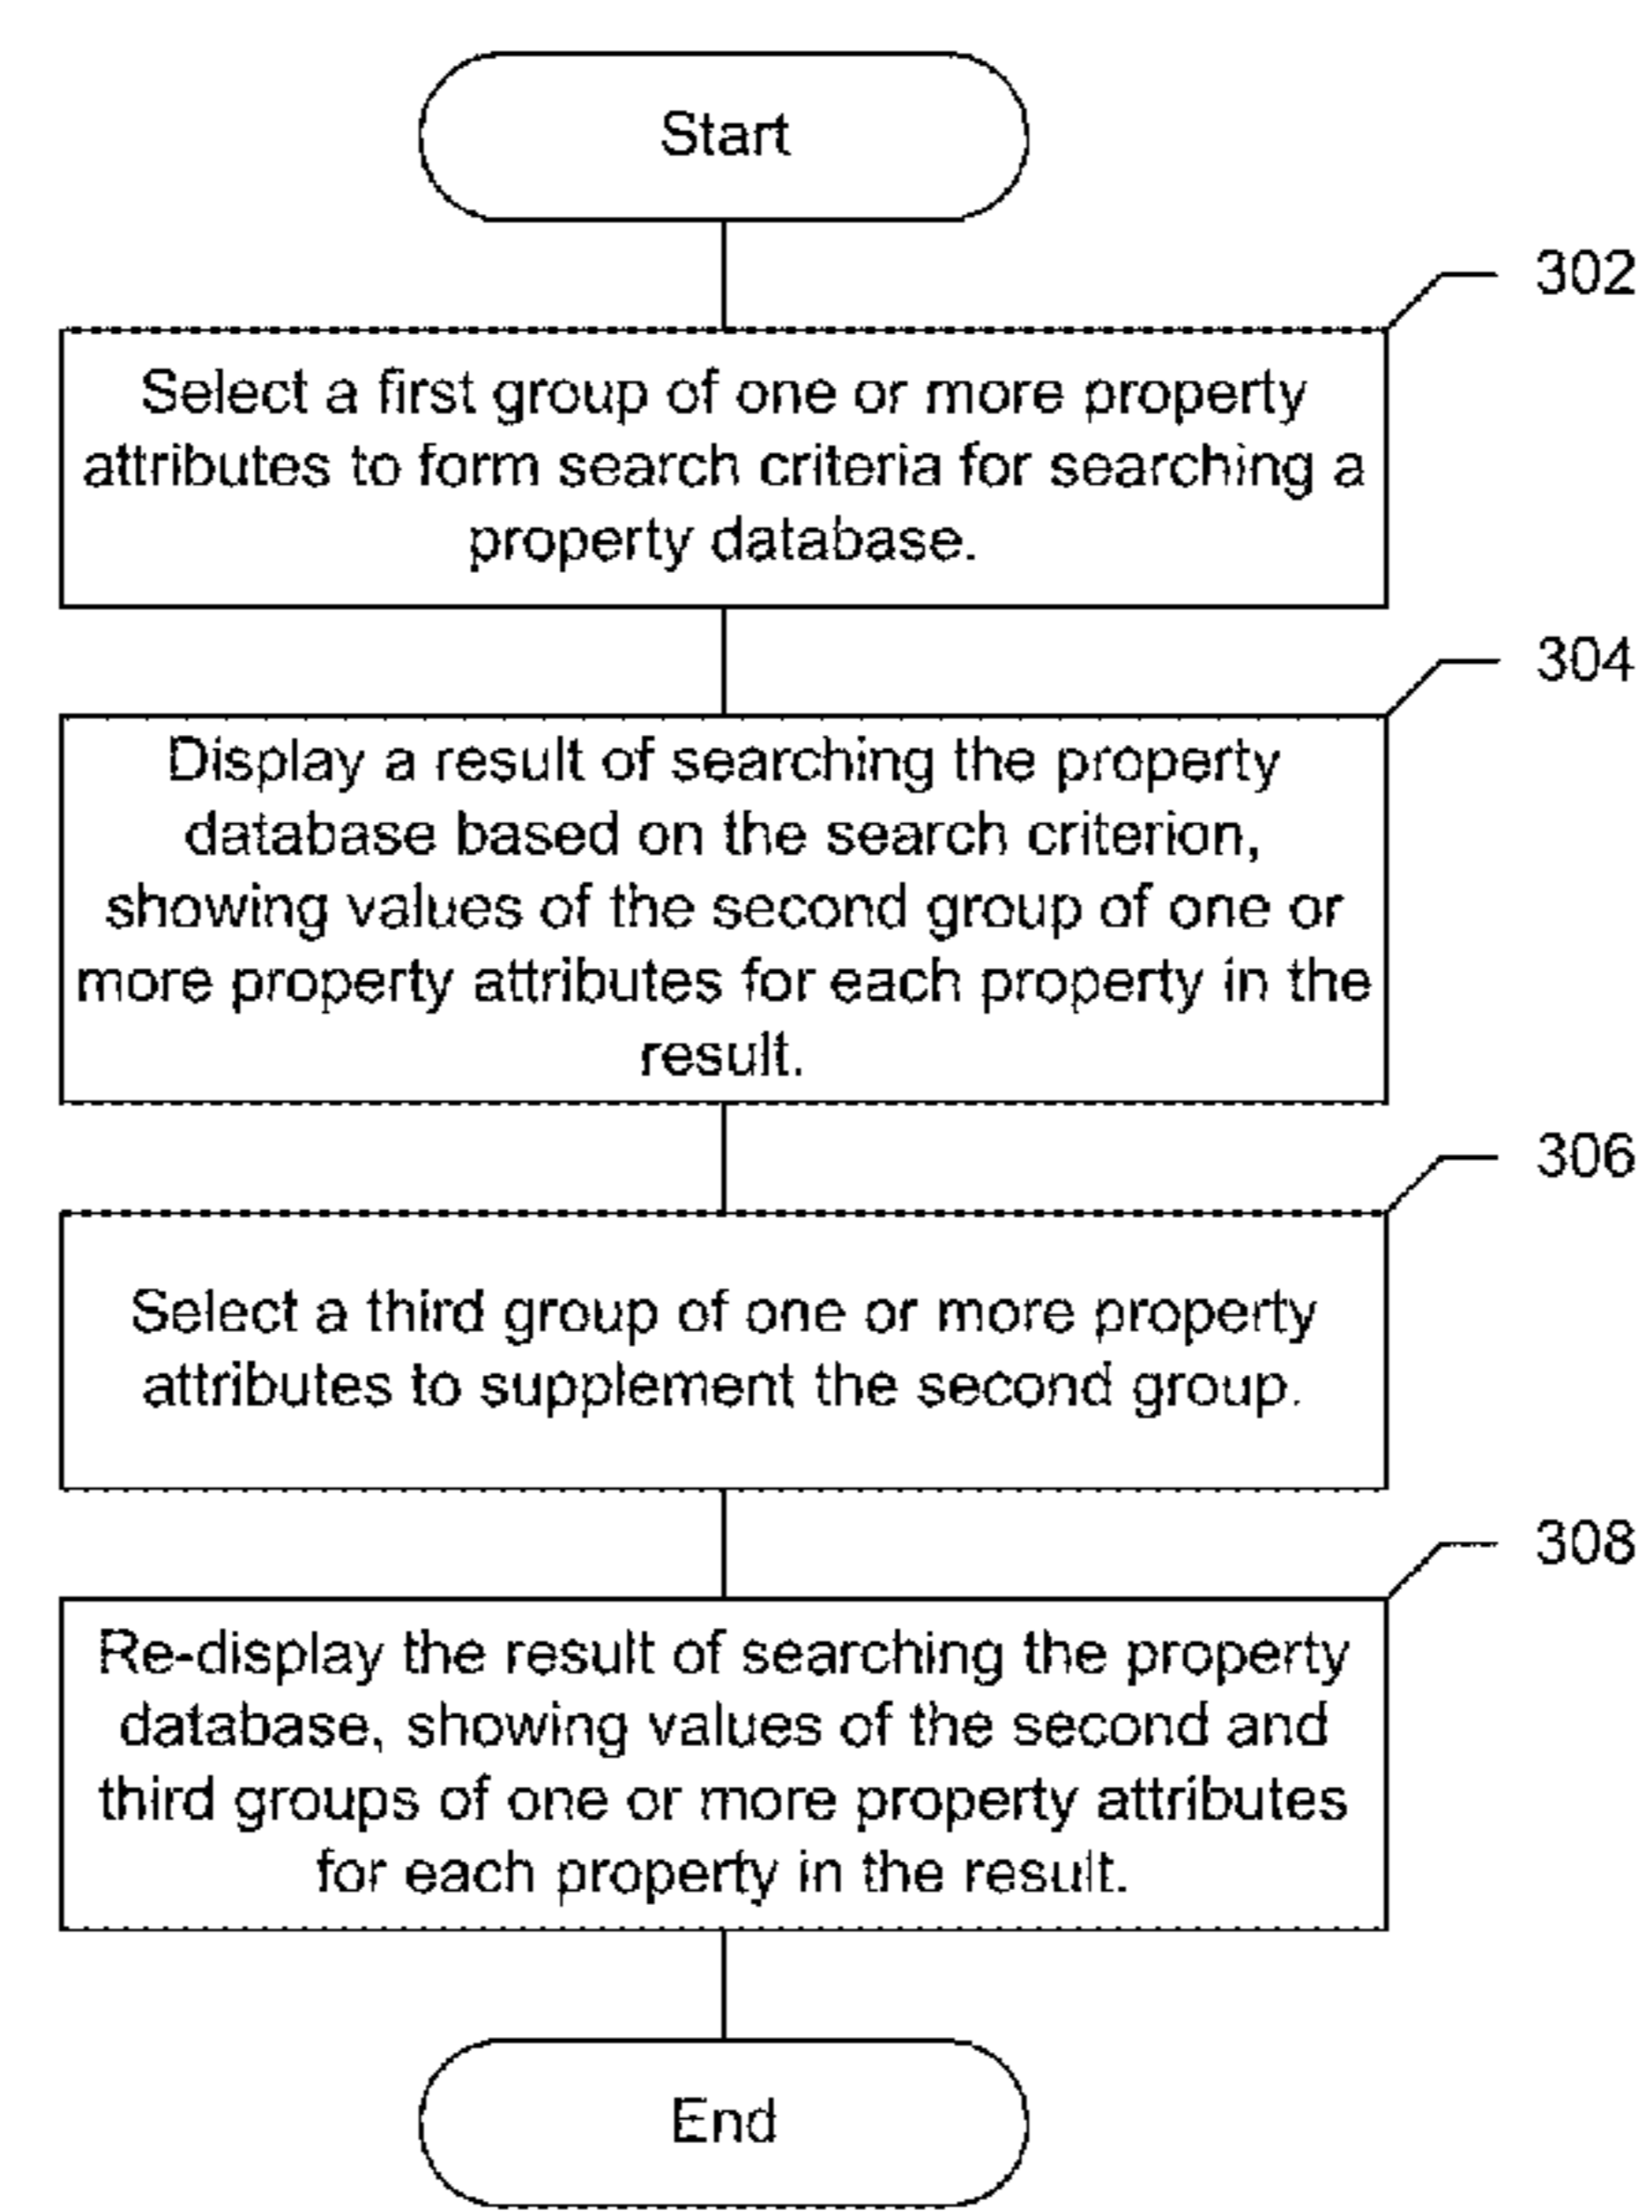 Start
302
Select a first group of one or more property
attributes to form search criteria for searching a
property database.
304
Display a result of searching the property
database based on the search criterion,
showing values of the second group of one or
more property attributes for each property in the
result.
306
Select a third group of one or more property
attributes to supplement the second group.
308
Re-display the result of searching the property
database, showing values of the second and
third groups of one or more property attributes
for each property in the result.
End